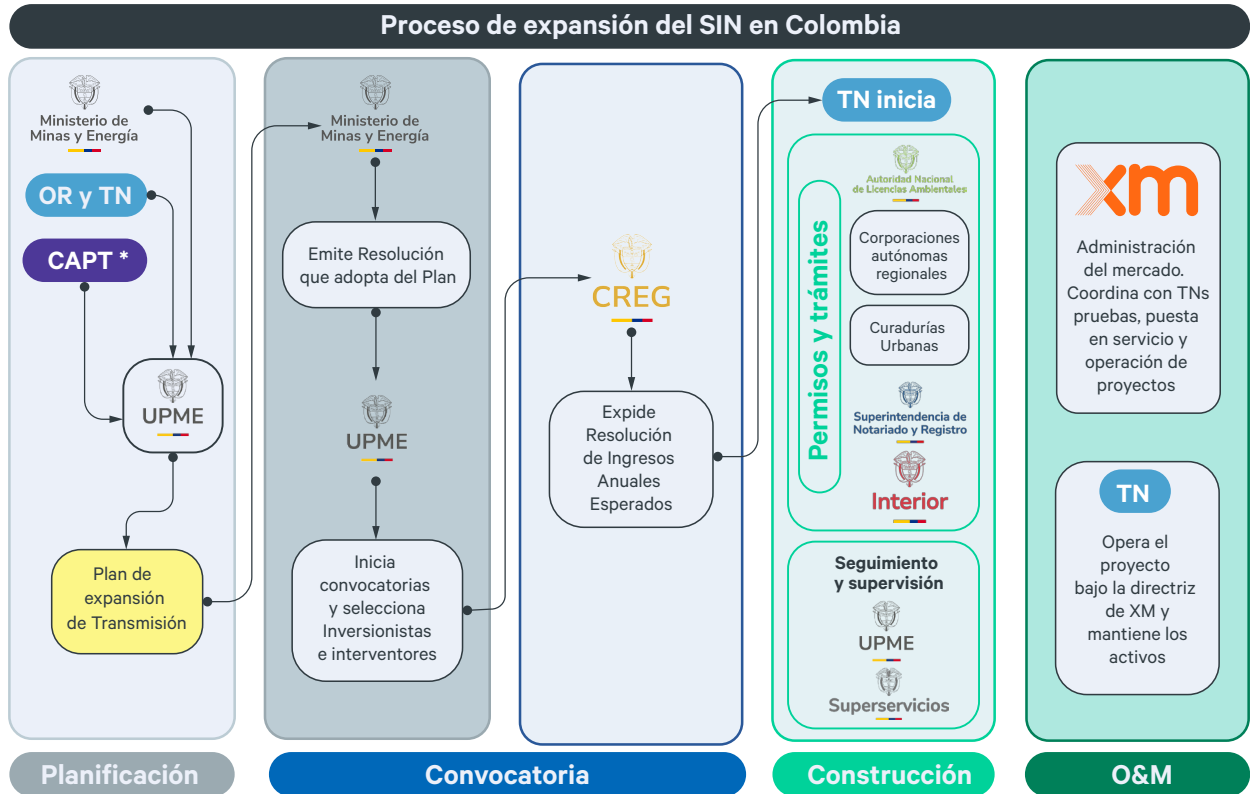 Proceso de expansión del SIN en Colombia
Ministerio de
Minas y Energía
OR y TN
CAPT *
UPME
Plan de
expansión
de Transmisión
Planificación
Ministerio de
Minas y Energía
Emite Resolución
que adopta del Plan
UPME
Inicia
convocatorias
y selecciona
Inversionistas
e interventores
CREG
Expide
Resolución
de Ingresos
Anuales
Esperados
Convocatoria
TN inicia
Permisos y trámites
Autoridad Nacional
de Licencias Ambientales
Corporaciones
autónomas
regionales
Curadurías
Urbanas
Superintendencia de
Notariado y Registro
Interior
Seguimiento
y supervisión
UPME
Superservicios
Construcción
xm
Administración
del mercado.
Coordina con TNs
pruebas, puesta
en servicio y
operación de
proyectos
TN
Opera el
proyecto
bajo la directriz
de XM y
mantiene los
activos
O&M